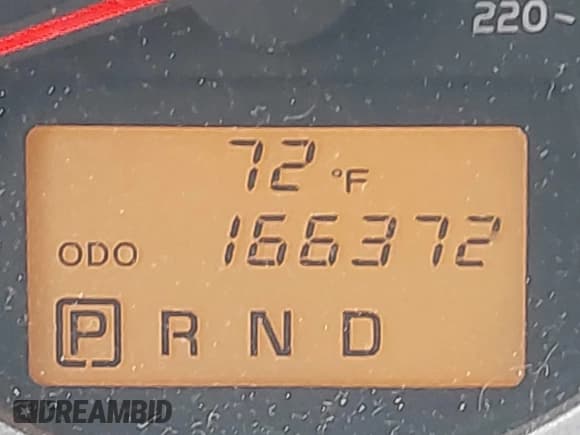 220
72 °F
ODO 166372
P R N D
DREAMBID